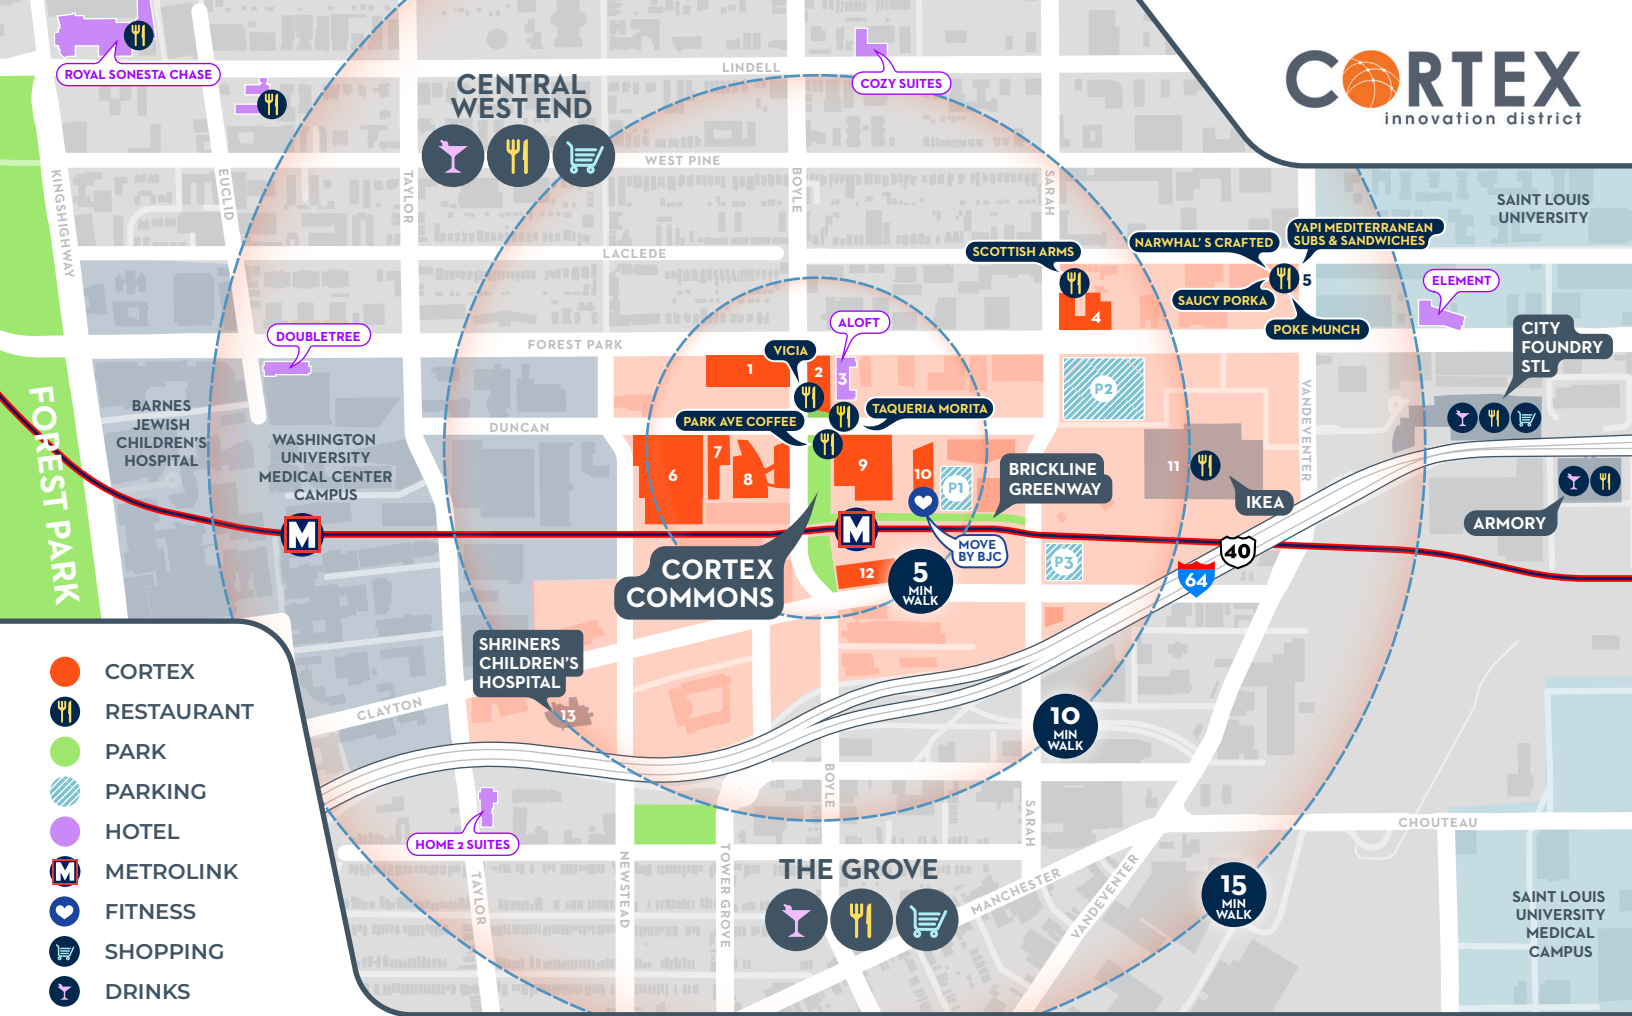 CORTEX
innovation district
ROYAL SONESTA CHASE
CENTRAL
WEST END
LINDELL
COZY SUITES
WEST PINE
KINGSHIGHWAY
EUCLID
TAYLOR
BOYLE
SARAH
SAINT LOUIS
UNIVERSITY
LACLEDE
SCOTTISH ARMS
NARWHAL' S CRAFTED
YAPI MEDITERRANEAN
SUBS & SANDWICHES
5
SAUCY PORKA
POKE MUNCH
ELEMENT
4
DOUBLETREE
FOREST PARK
ALOFT
VICIA
1
2
3
CITY
FOUNDRY
STL
P2
VANDEVENTER
FOREST PARK
BARNES
JEWISH
CHILDREN'S
HOSPITAL
WASHINGTON
UNIVERSITY
MEDICAL CENTER
CAMPUS
DUNCAN
PARK AVE COFFEE
TAQUERIA MORITA
6
7
8
9
10
P1
BRICKLINE
GREENWAY
11
IKEA
ARMORY
M
M
MOVE
BY BJC
40
64
P3
CORTEX
COMMONS
12
5
MIN
WALK
SHRINERS
CHILDREN'S
HOSPITAL
13
CLAYTON
10
MIN
WALK
HOME 2 SUITES
BOYLE
SARAH
CHOUTEAU
TAYLOR
NEWSTEAD
TOWER GROVE
THE GROVE
MANCHESTER
VANDEVENTER
15
MIN
WALK
SAINT LOUIS
UNIVERSITY
MEDICAL
CAMPUS
CORTEX
RESTAURANT
PARK
PARKING
HOTEL
M
METROLINK
FITNESS
SHOPPING
DRINKS